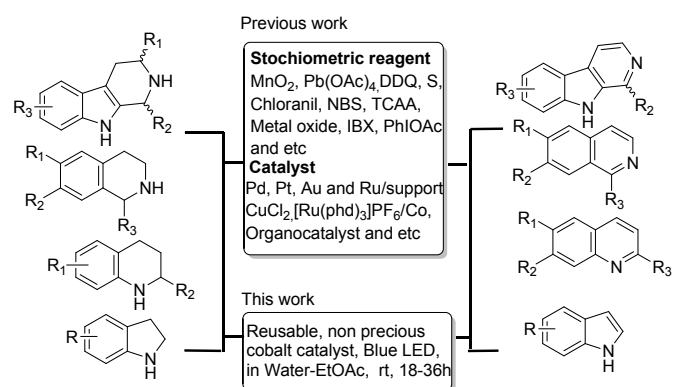 Previous work
Stochiometric reagent
MnO2, Pb(OAc)4,DDQ, S,
Chloranil, NBS, TCAA,
Metal oxide, IBX, PhIOAc
and etc
Catalyst
Pd, Pt, Au and Ru/support
CuCl2,[Ru(phd)3]PF6/Co,
Organocatalyst and etc
This work
Reusable, non precious
cobalt catalyst, Blue LED,
in Water-EtOAc, rt, 18-36h
R1
NH
R3
N
H
R2
R1
NH
R2
R3
R1
N
H
R2
R
N
H
N
R3
N
H
R2
R1
N
R2
R3
R1
R2
N
R3
R
N
H